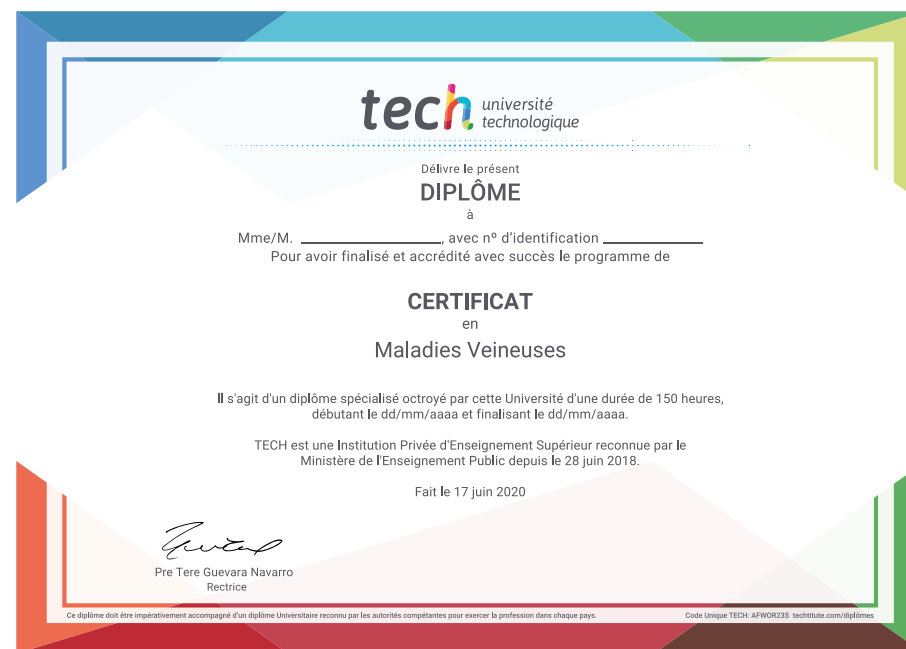 tech université
technologique
Délivre le présent
DIPLÔME
à
Mme/M. ____________________, avec nº d'identification ______________
Pour avoir finalisé et accrédité avec succès le programme de
CERTIFICAT
en
Maladies Veineuses
Il s'agit d'un diplôme spécialisé octroyé par cette Université d'une durée de 150 heures,
débutant le dd/mm/aaaa et finalisant le dd/mm/aaaa.
TECH est une Institution Privée d'Enseignement Supérieur reconnue par le
Ministère de l'Enseignement Public depuis le 28 juin 2018.
Fait le 17 juin 2020
Pre Tere Guevara Navarro
Rectrice
Ce diplôme doit être impérativement accompagné d'un diplôme Universitaire reconnu par les autorités compétantes pour exercer la profession dans chaque pays.
Code Unique TECH: AFWOR23S techtitute.com/diplômes